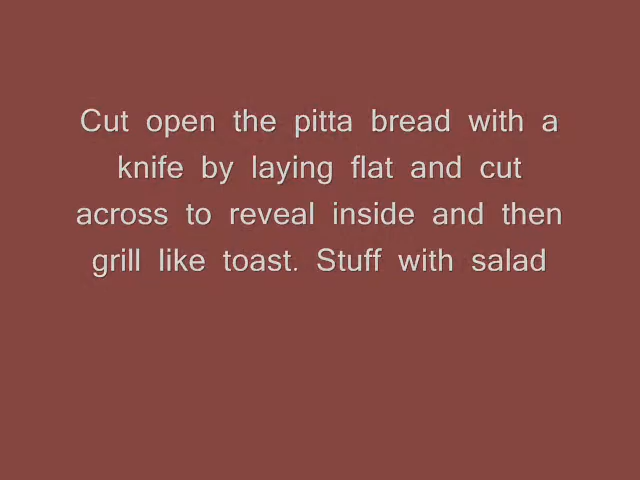 Cut open the pitta bread with a
knife by laying flat and cut
across to reveal inside and then
grill like toast. Stuff with salad